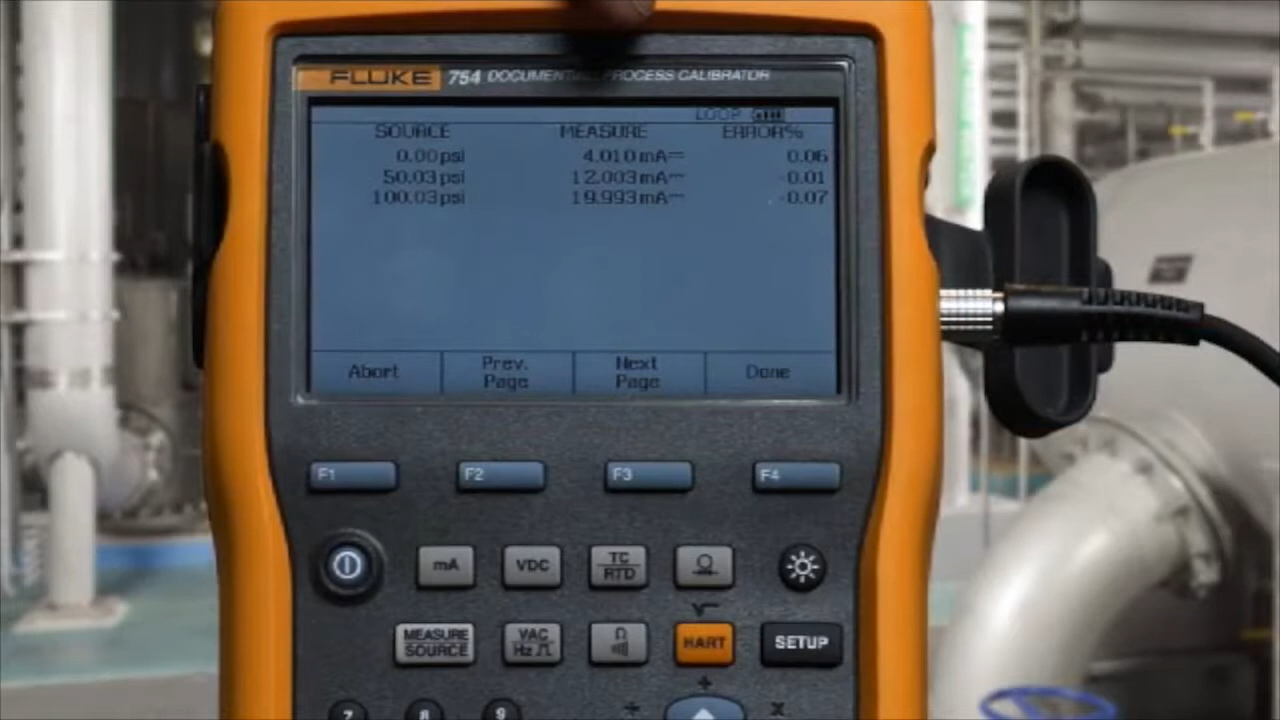 FLUKE 754 DOCUMENTING PROCESS CALIBRATOR
LOOP
SOURCE MEASURE ERROR%
0.00 psi 4.010 mA 0.06
50.03 psi 12.003 mA -0.01
100.03 psi 19.993 mA -0.07
Abort Prev. Page Next Page Done
F1 F2 F3 F4
mA VDC TC RTD
MEASURE SOURCE VAC Hz Ω HART SETUP
7 8 9